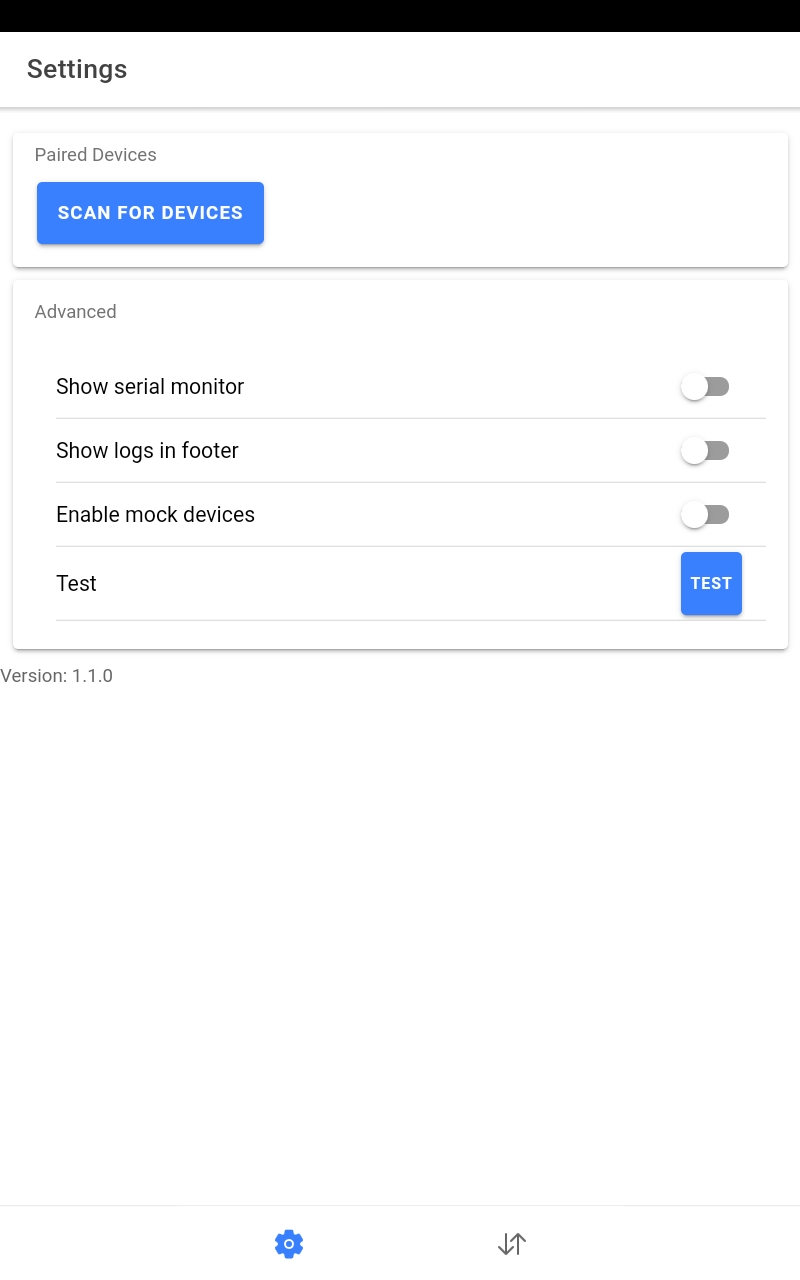 Settings
Paired Devices
SCAN FOR DEVICES
Advanced
Show serial monitor
Show logs in footer
Enable mock devices
Test TEST
Version: 1.1.0